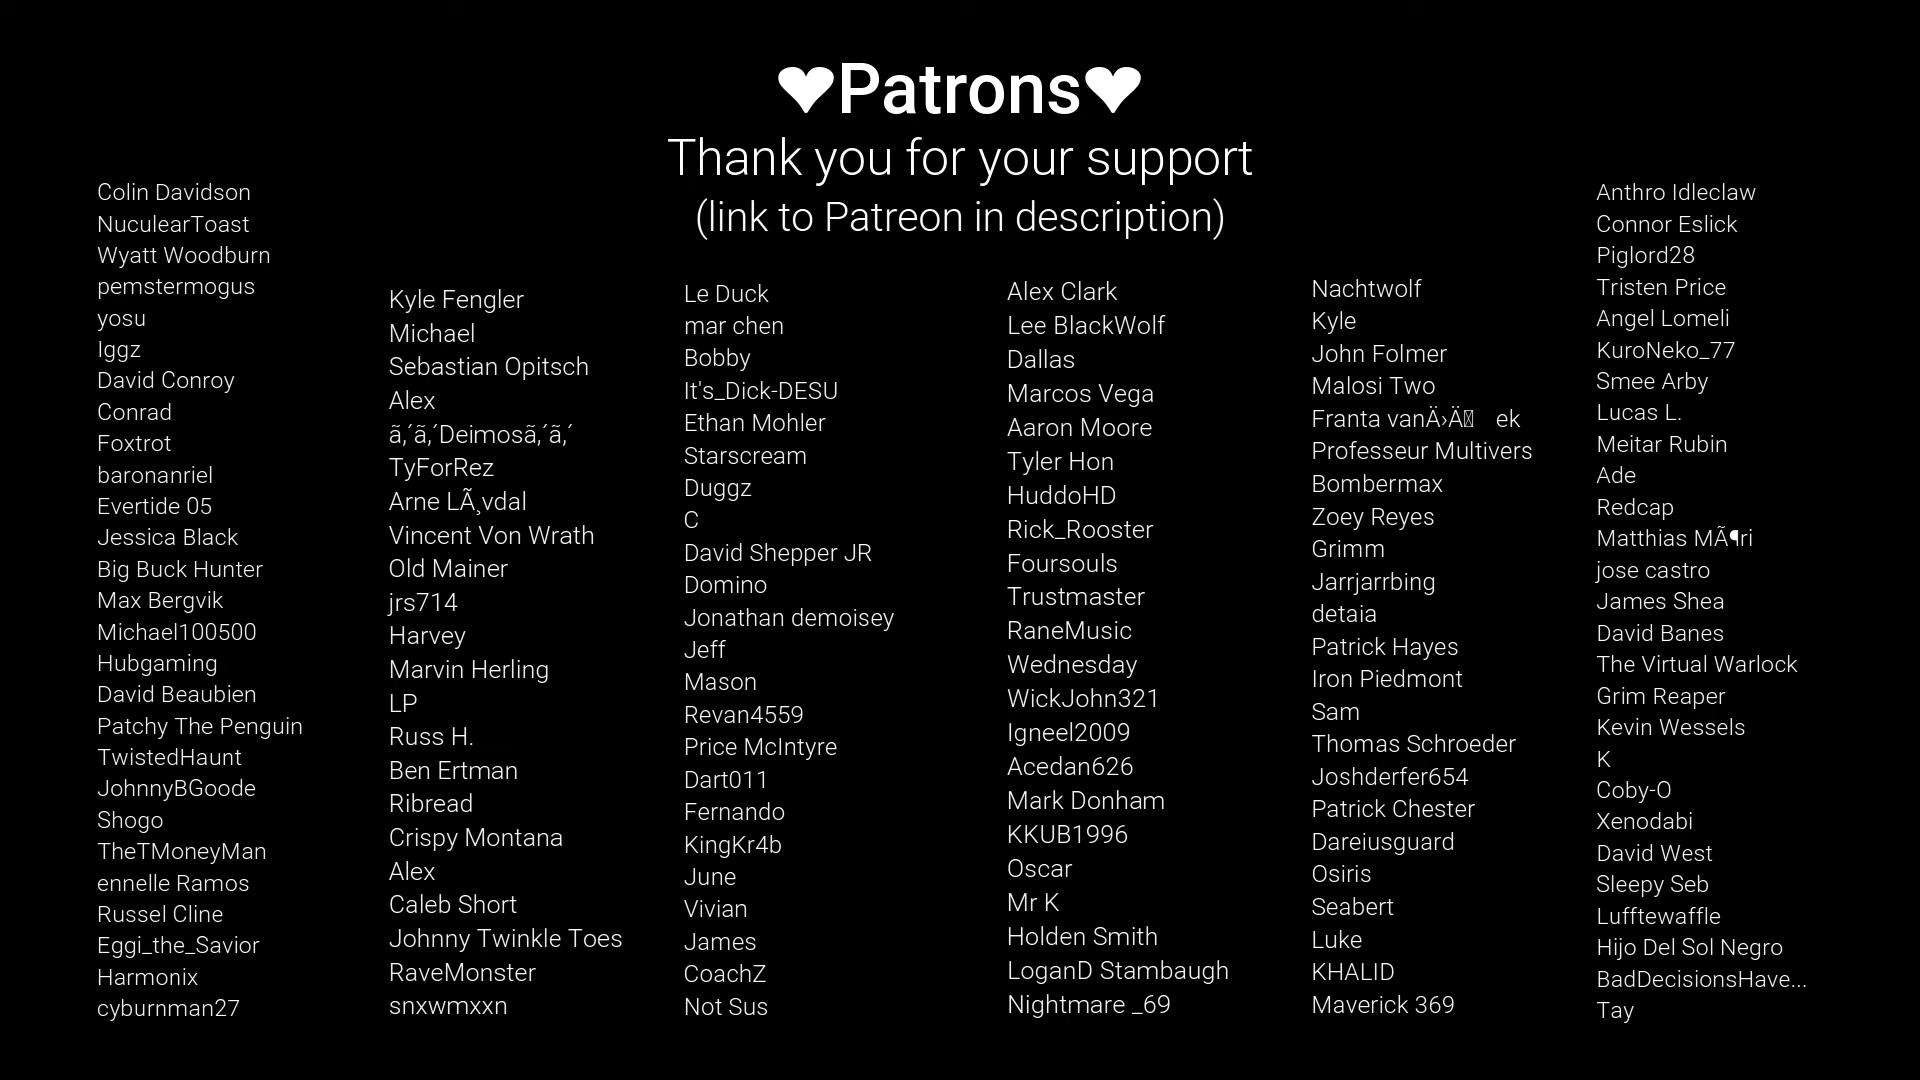 ❤Patrons❤
Thank you for your support
(link to Patreon in description)
Colin Davidson
NuculearToast
Wyatt Woodburn
pemstermogus
yosu
Iggz
David Conroy
Conrad
Foxtrot
baronanriel
Evertide 05
Jessica Black
Big Buck Hunter
Max Bergvik
Michael100500
Hubgaming
David Beaubien
Patchy The Penguin
TwistedHaunt
JohnnyBGoode
Shogo
TheTMoneyMan
ennelle Ramos
Russel Cline
Eggi_the_Savior
Harmonix
cyburnman27
Kyle Fengler
Michael
Sebastian Opitsch
Alex
ã‚´ã‚´Deimosã‚´ã‚´
TyForRez
Arne LÃ¸vdal
Vincent Von Wrath
Old Mainer
jrs714
Harvey
Marvin Herling
LP
Russ H.
Ben Ertman
Ribread
Crispy Montana
Alex
Caleb Short
Johnny Twinkle Toes
RaveMonster
snxwmxxn
Le Duck
mar chen
Bobby
It's_Dick-DESU
Ethan Mohler
Starscream
Duggz
C
David Shepper JR
Domino
Jonathan demoisey
Jeff
Mason
Revan4559
Price McIntyre
Dart011
Fernando
KingKr4b
June
Vivian
James
CoachZ
Not Sus
Alex Clark
Lee BlackWolf
Dallas
Marcos Vega
Aaron Moore
Tyler Hon
HuddoHD
Rick_Rooster
Foursouls
Trustmaster
RaneMusic
Wednesday
WickJohn321
Igneel2009
Acedan626
Mark Donham
KKUB1996
Oscar
Mr K
Holden Smith
LoganD Stambaugh
Nightmare _69
Nachtwolf
Kyle
John Folmer
Malosi Two
Franta vanÄ›Ä ek
Professeur Multivers
Bombermax
Zoey Reyes
Grimm
Jarrjarrbing
detaia
Patrick Hayes
Iron Piedmont
Sam
Thomas Schroeder
Joshderfer654
Patrick Chester
Dareiusguard
Osiris
Seabert
Luke
KHALID
Maverick 369
Anthro Idleclaw
Connor Eslick
Piglord28
Tristen Price
Angel Lomeli
KuroNeko_77
Smee Arby
Lucas L.
Meitar Rubin
Ade
Redcap
Matthias MÃ¶ri
jose castro
James Shea
David Banes
The Virtual Warlock
Grim Reaper
Kevin Wessels
K
Coby-O
Xenodabi
David West
Sleepy Seb
Lufftewaffle
Hijo Del Sol Negro
BadDecisionsHave...
Tay